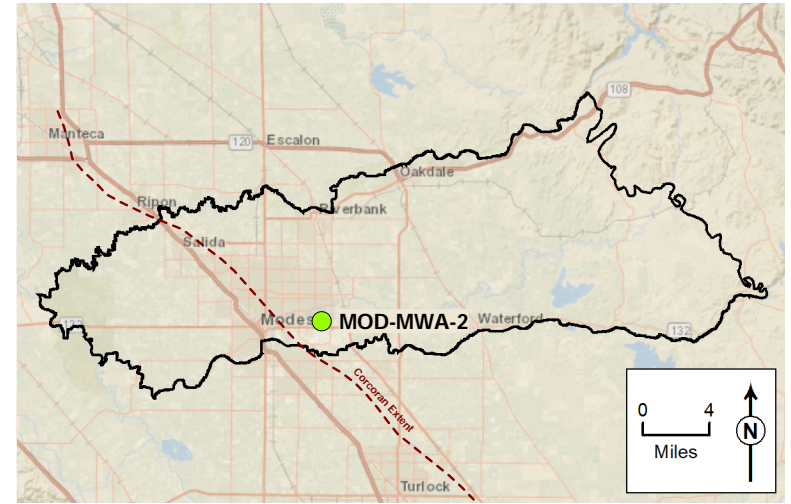 108
Manteca
120
Escalon
Oakdale
Ripon
Riverbank
Salida
Modes
MOD-MWA-2
Waterford
132
132
Corcoran Extent
Turlock
0 4
Miles
N